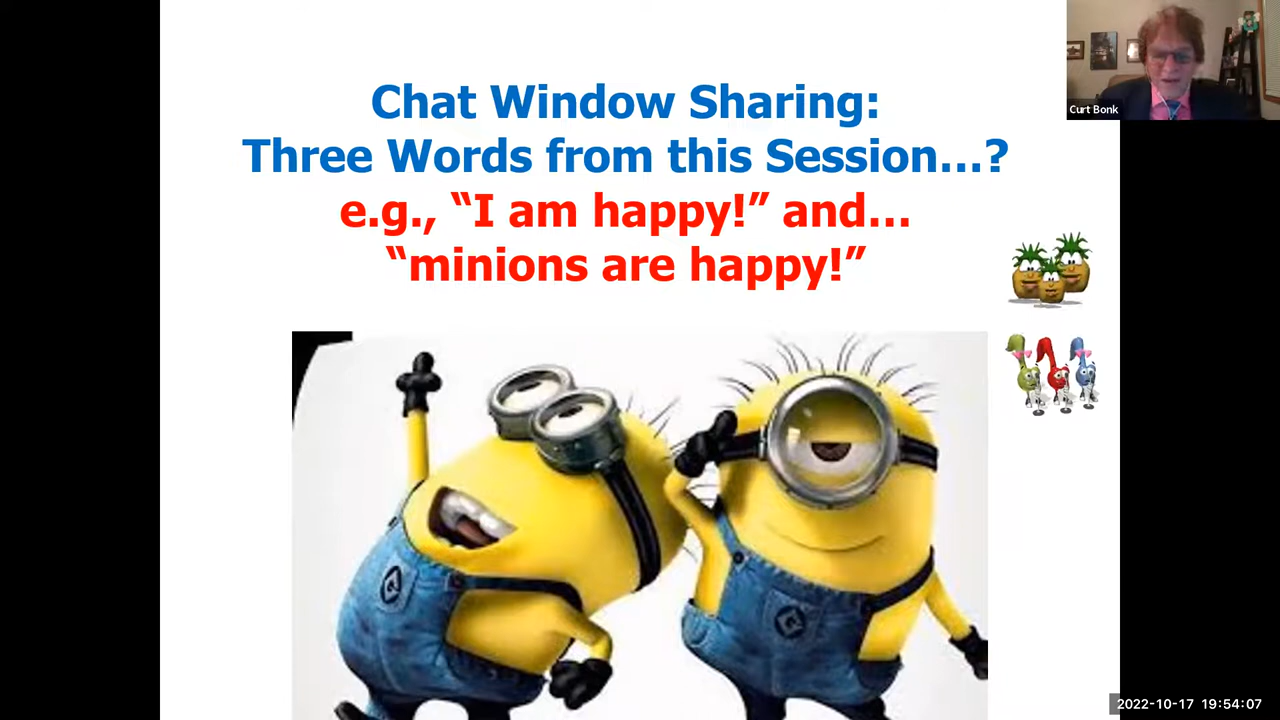 Chat Window Sharing:
Three Words from this Session...?
e.g., “I am happy!” and...
“minions are happy!”
Curt Bonk
2022-10-17 19:54:07